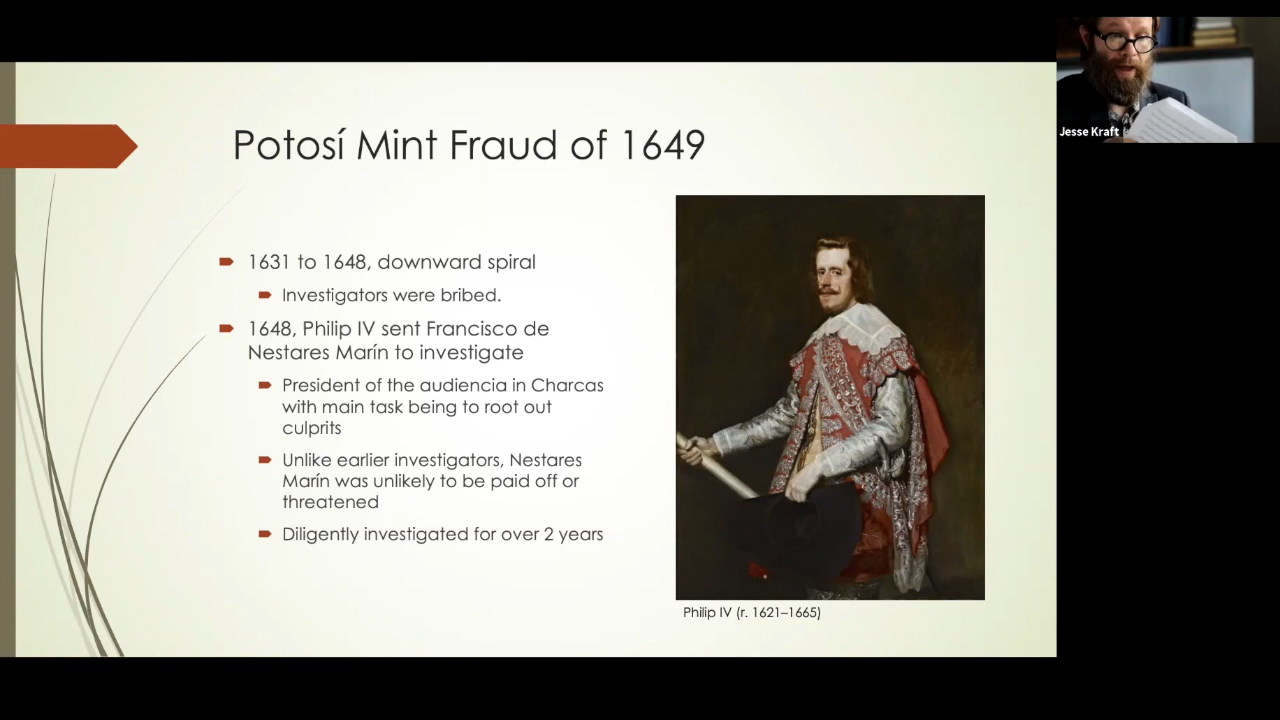 Potosí Mint Fraud of 1649
1631 to 1648, downward spiral
Investigators were bribed.
1648, Philip IV sent Francisco de
Nestares Marín to investigate
President of the audiencia in Charcas
with main task being to root out
culprits
Unlike earlier investigators, Nestares
Marín was unlikely to be paid off or
threatened
Diligently investigated for over 2 years
Philip IV (r. 1621–1665)
Jesse Kraft